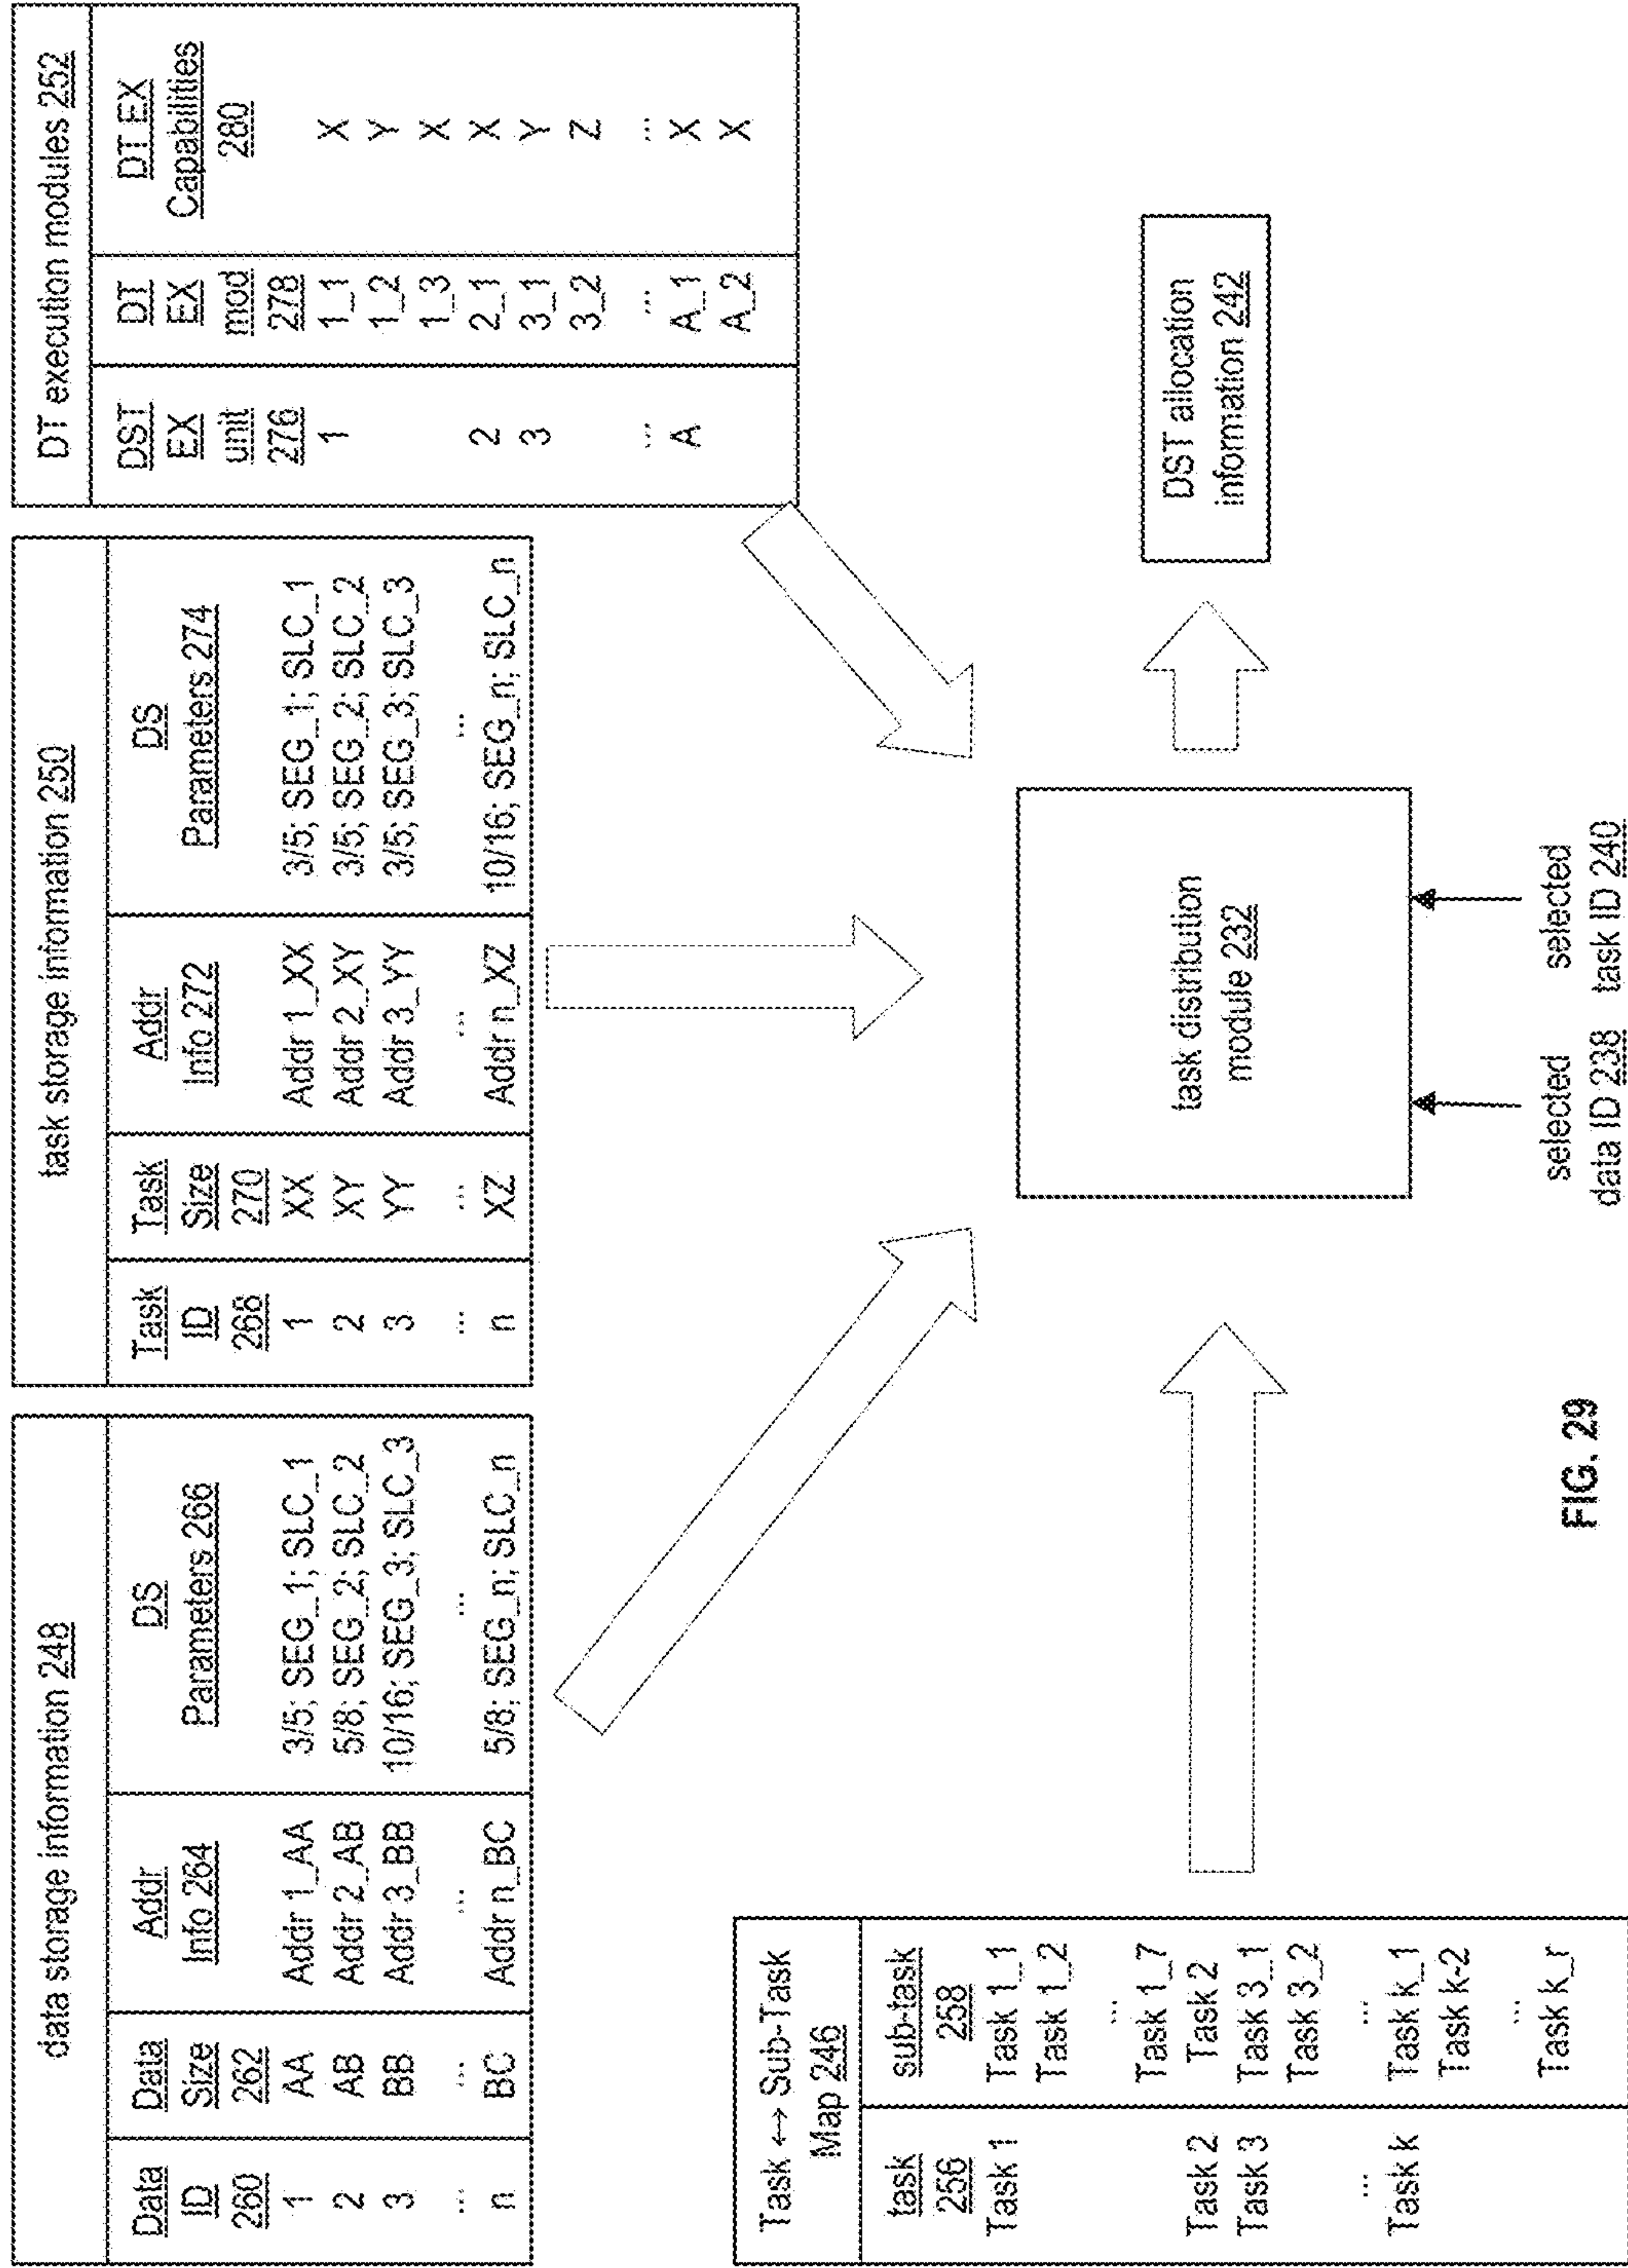 data storage information 248
Data ID 260
Data Size 262
Addr Info 264
DS Parameters 266
1 AA Addr 1_AA 3/5; SEG_1; SLC_1
2 AB Addr 2_AB 5/8; SEG_2; SLC_2
3 BB Addr 3_BB 10/16; SEG_3; SLC_3
... ... ... ...
n BC Addr n_BC 5/8; SEG_n; SLC_n
task storage information 250
Task ID 268
Task Size 270
Addr Info 272
DS Parameters 274
1 XX Addr 1_XX 3/5; SEG_1; SLC_1
2 XY Addr 2_XY 3/5; SEG_2; SLC_2
3 YY Addr 3_YY 3/5; SEG_3; SLC_3
... ... ... ...
n XZ Addr n_XZ 10/16; SEG_n; SLC_n
DT execution modules 252
DST EX unit 276
DT EX mod 278
DT EX Capabilities 280
1 1_1 X
1_2 Y
1_3 X
2 2_1 X
3 3_1 Y
3_2 Z
... ... ...
A A_1 X
A_2 X
Task ↔ Sub-Task
Map 246
task 256
sub-task 258
Task 1 Task 1_1
Task 1_2
...
Task 1_7
Task 2 Task 2
Task 3 Task 3_1
Task 3_2
... ...
Task k Task k_1
Task k-2
...
Task k_r
task distribution
module 232
DST allocation
information 242
selected
data ID 238
selected
task ID 240
FIG. 29